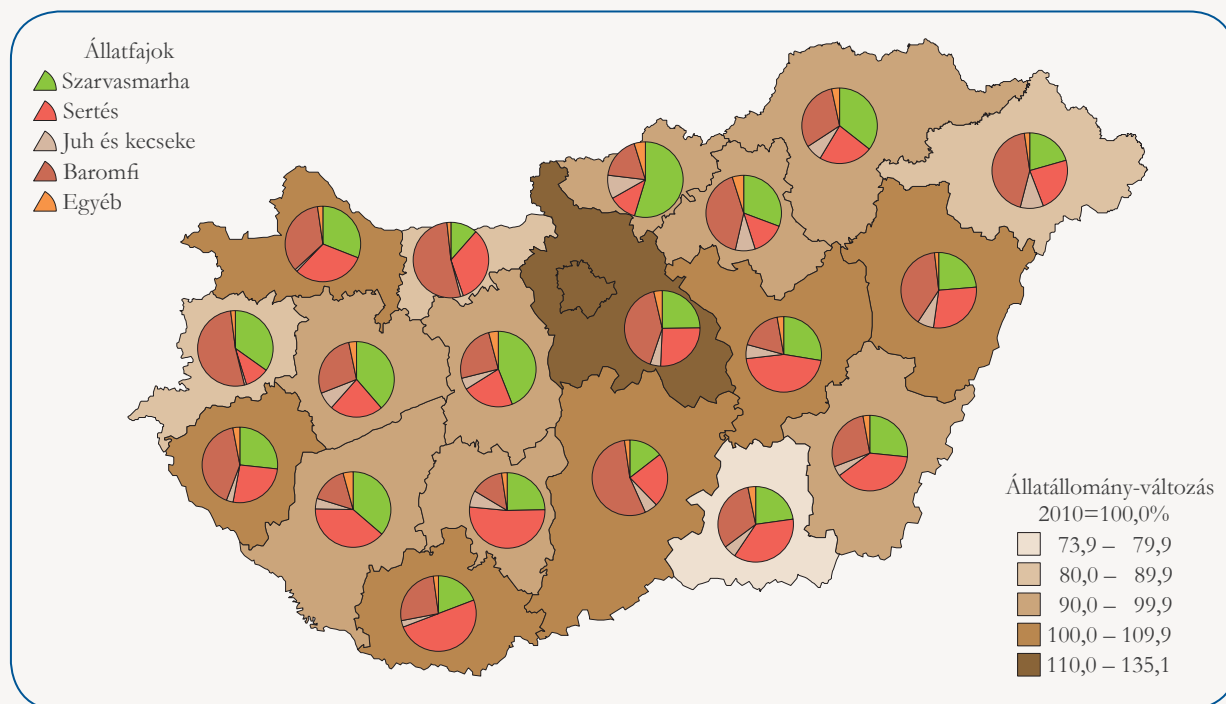 Állatfajok
Szarvasmarha
Sertés
Juh és kecseke
Baromfi
Egyéb
Állatállomány-változás
2010=100,0%
73,9 – 79,9
80,0 – 89,9
90,0 – 99,9
100,0 – 109,9
110,0 – 135,1